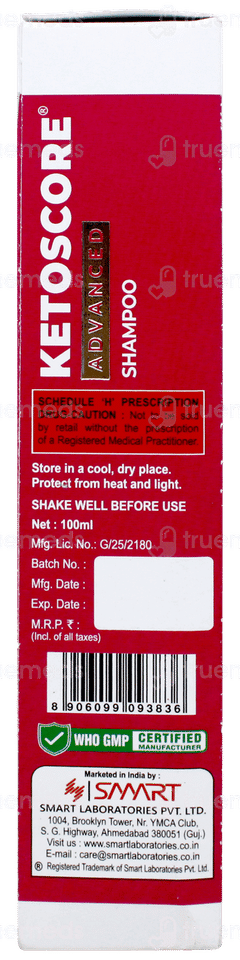 KETOSCORE®
ADVANCED
SHAMPOO
SCHEDULE 'H' PRESCRIPTION
CAUTION : Not
by retail without the prescription
of a Registered Medical Practitioner.
Store in a cool, dry place.
Protect from heat and light.
SHAKE WELL BEFORE USE
Net : 100ml
Mfg. Lic. No.: G/25/2180
Batch No. :
Mfg. Date :
Exp. Date :
M.R.P. ₹ :
(Incl. of all taxes)
8 906099 093836
WHO GMP CERTIFIED
MANUFACTURER
Marketed in India by :
SMART
SMART LABORATORIES PVT. LTD.
1004, Brooklyn Tower, Nr. YMCA Club,
S. G. Highway, Ahmedabad 380051 (Guj.)
Visit us : www.smartlaboratories.co.in
E-mail : care@smartlaboratories.co.in
® Registered Trademark of Smart Laboratories Pvt. Ltd.
truemeds